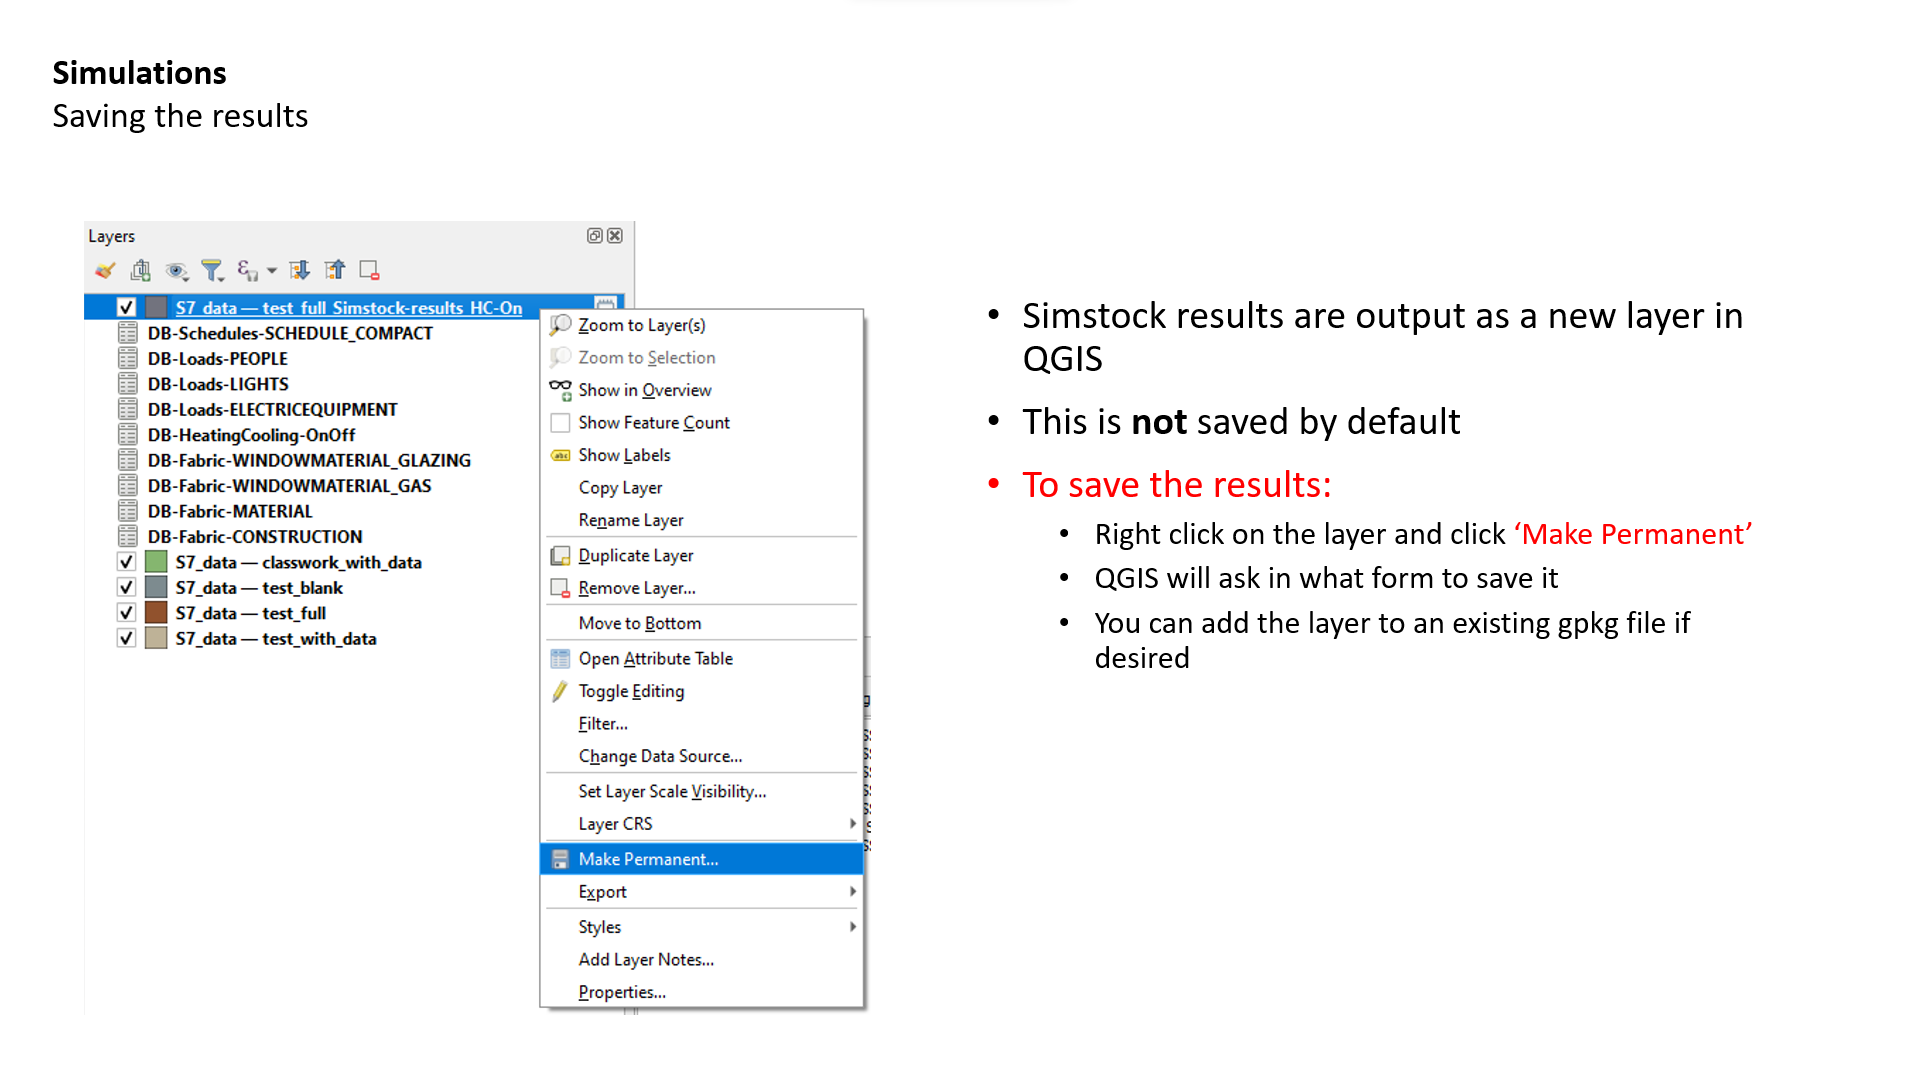 Simulations
Saving the results
Layers
S7_data — test_full_Simstock-results_HC-On
DB-Schedules-SCHEDULE_COMPACT
DB-Loads-PEOPLE
DB-Loads-LIGHTS
DB-Loads-ELECTRICEQUIPMENT
DB-HeatingCooling-OnOff
DB-Fabric-WINDOWMATERIAL_GLAZING
DB-Fabric-WINDOWMATERIAL_GAS
DB-Fabric-MATERIAL
DB-Fabric-CONSTRUCTION
S7_data — classwork_with_data
S7_data — test_blank
S7_data — test_full
S7_data — test_with_data
Zoom to Layer(s)
Zoom to Selection
Show in Overview
Show Feature Count
Show Labels
Copy Layer
Rename Layer
Duplicate Layer
Remove Layer...
Move to Bottom
Open Attribute Table
Toggle Editing
Filter...
Change Data Source...
Set Layer Scale Visibility...
Layer CRS
Make Permanent...
Export
Styles
Add Layer Notes...
Properties...
• Simstock results are output as a new layer in
QGIS
• This is not saved by default
• To save the results:
• Right click on the layer and click ‘Make Permanent’
• QGIS will ask in what form to save it
• You can add the layer to an existing gpkg file if
desired